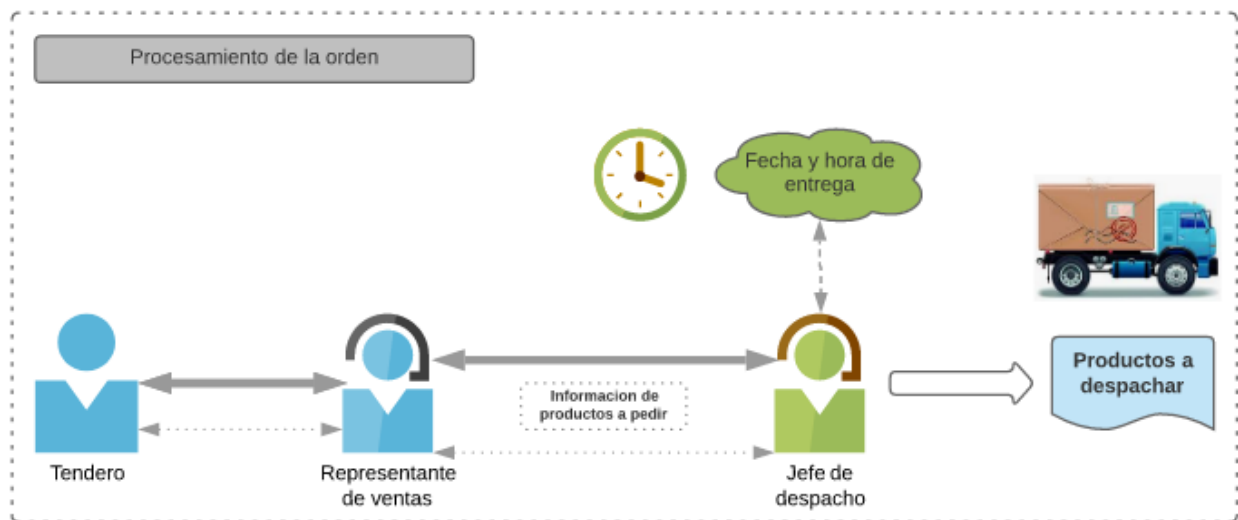 Procesamiento de la orden
Fecha y hora de
entrega
Productos a
despachar
Informacion de
productos a pedir
Tendero
Representante
de ventas
Jefe de
despacho